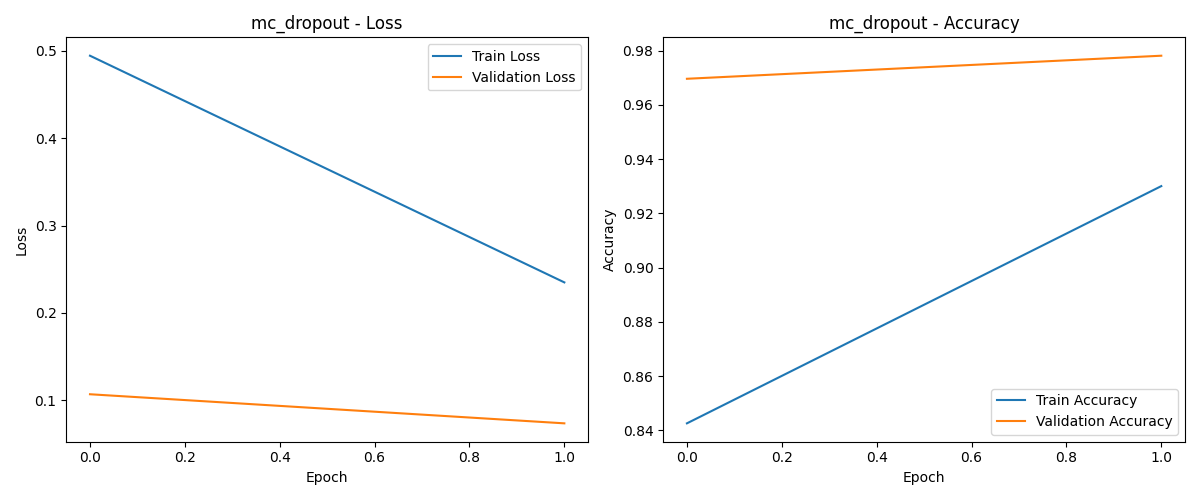 mc_dropout - Loss
0.5
0.4
0.3
0.2
0.1
Loss
0.0 0.2 0.4 0.6 0.8 1.0
Epoch
Train Loss
Validation Loss
mc_dropout - Accuracy
0.98
0.96
0.94
0.92
0.90
0.88
0.86
0.84
Accuracy
0.0 0.2 0.4 0.6 0.8 1.0
Epoch
Train Accuracy
Validation Accuracy